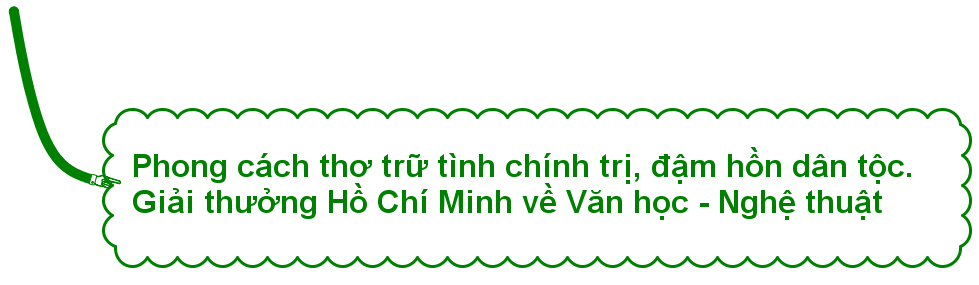 Phong cách thơ trữ tình chính trị, đậm hồn dân tộc.
Giải thưởng Hồ Chí Minh về Văn học - Nghệ thuật